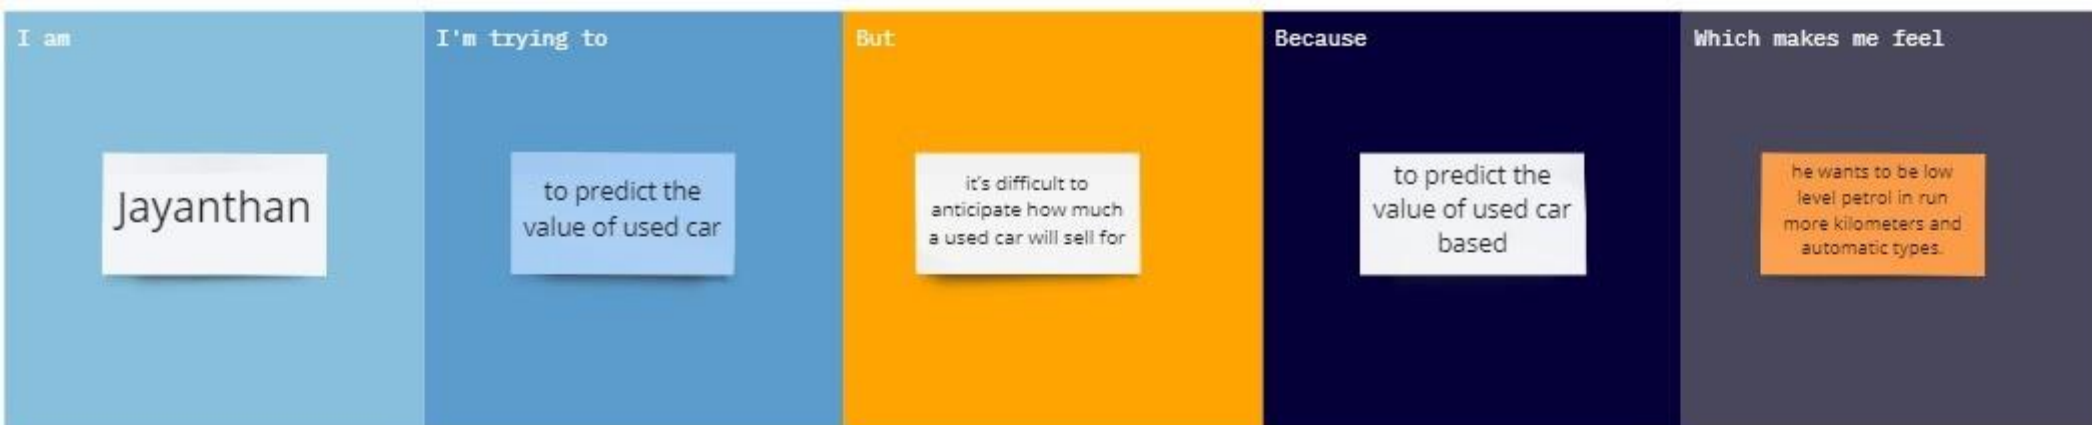 I am
Jayanthan
I'm trying to
to predict the
value of used car
But
it's difficult to
anticipate how much
a used car will sell for
Because
to predict the
value of used car
based
Which makes me feel
he wants to be low
level petrol in run
more kilometers and
automatic types.